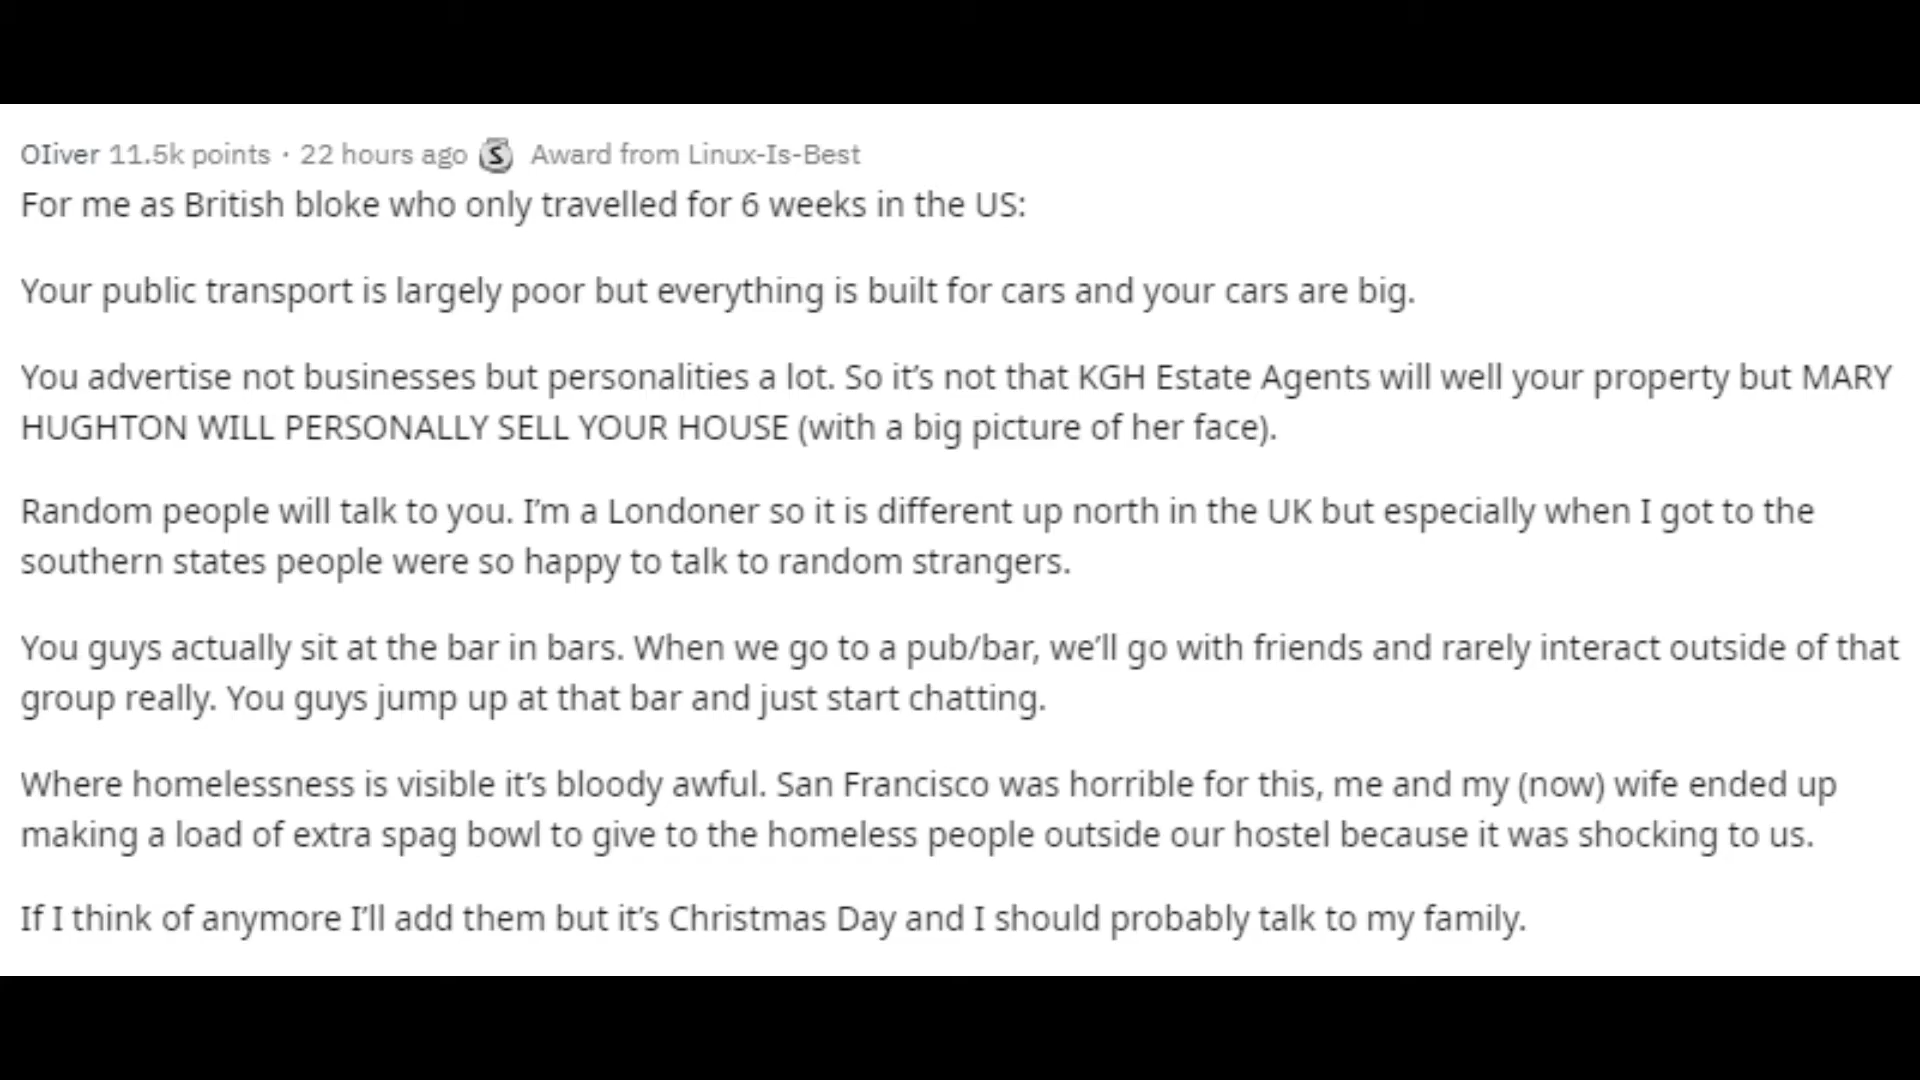 OIiver 11.5k points · 22 hours ago S Award from Linux-Is-Best
For me as British bloke who only travelled for 6 weeks in the US:
Your public transport is largely poor but everything is built for cars and your cars are big.
You advertise not businesses but personalities a lot. So it’s not that KGH Estate Agents will well your property but MARY
HUGHTON WILL PERSONALLY SELL YOUR HOUSE (with a big picture of her face).
Random people will talk to you. I’m a Londoner so it is different up north in the UK but especially when I got to the
southern states people were so happy to talk to random strangers.
You guys actually sit at the bar in bars. When we go to a pub/bar, we’ll go with friends and rarely interact outside of that
group really. You guys jump up at that bar and just start chatting.
Where homelessness is visible it’s bloody awful. San Francisco was horrible for this, me and my (now) wife ended up
making a load of extra spag bowl to give to the homeless people outside our hostel because it was shocking to us.
If I think of anymore I’ll add them but it’s Christmas Day and I should probably talk to my family.